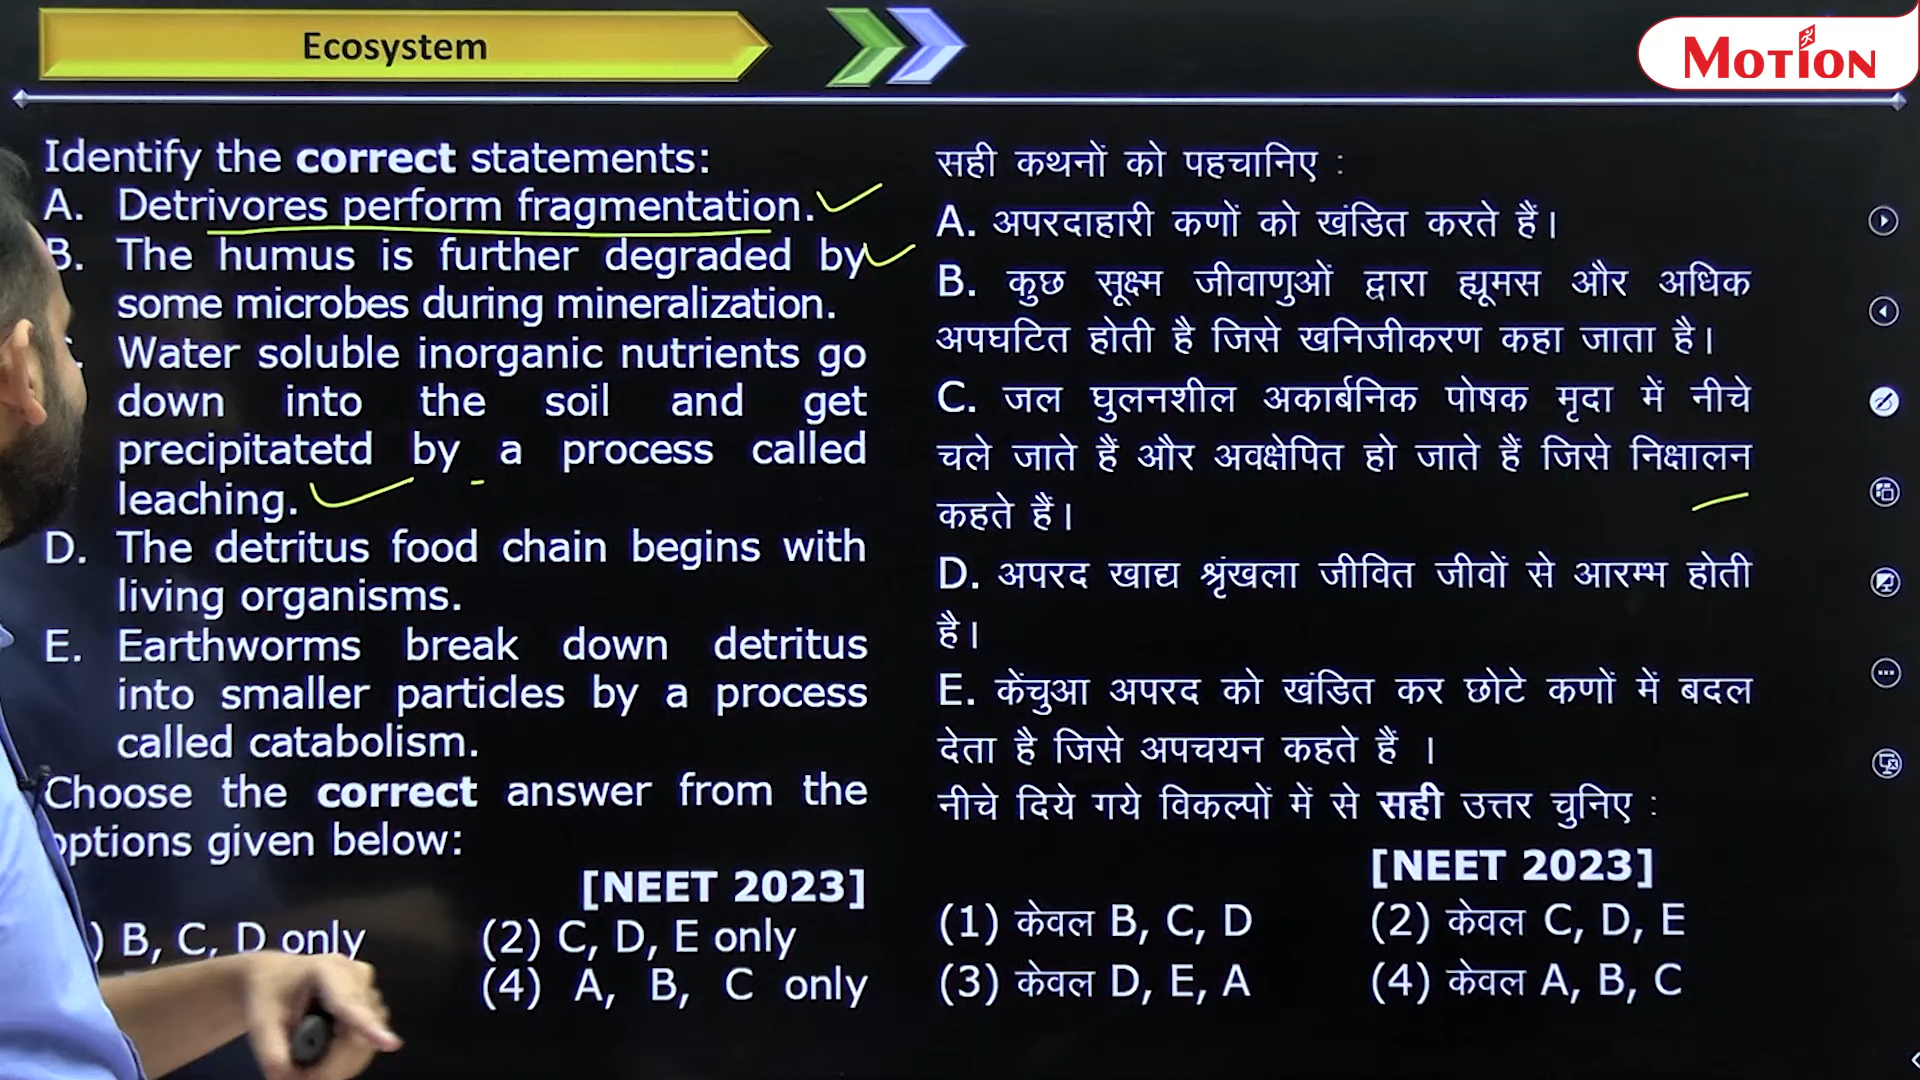 Ecosystem
MOTION
Identify the correct statements:
A. Detrivores perform fragmentation.
B. The humus is further degraded by
some microbes during mineralization.
Water soluble inorganic nutrients go
down into the soil and get
precipitatetd by a process called
leaching.
D. The detritus food chain begins with
living organisms.
E. Earthworms break down detritus
into smaller particles by a process
called catabolism.
Choose the correct answer from the
options given below:
[NEET 2023]
) B, C, D only (2) C, D, E only
(4) A, B, C only
सही कथनों को पहचानिए :
A. अपरदाहारी कणों को खंडित करते हैं।
B. कुछ सूक्ष्म जीवाणुओं द्वारा ह्यूमस और अधिक
अपघटित होती है जिसे खनिजीकरण कहा जाता है।
C. जल घुलनशील अकार्बनिक पोषक मृदा में नीचे
चले जाते हैं और अवक्षेपित हो जाते हैं जिसे निक्षालन
कहते हैं।
D. अपरद खाद्य श्रृंखला जीवित जीवों से आरम्भ होती
है।
E. केंचुआ अपरद को खंडित कर छोटे कणों में बदल
देता है जिसे अपचयन कहते हैं ।
नीचे दिये गये विकल्पों में से सही उत्तर चुनिए :
[NEET 2023]
(1) केवल B, C, D (2) केवल C, D, E
(3) केवल D, E, A (4) केवल A, B, C